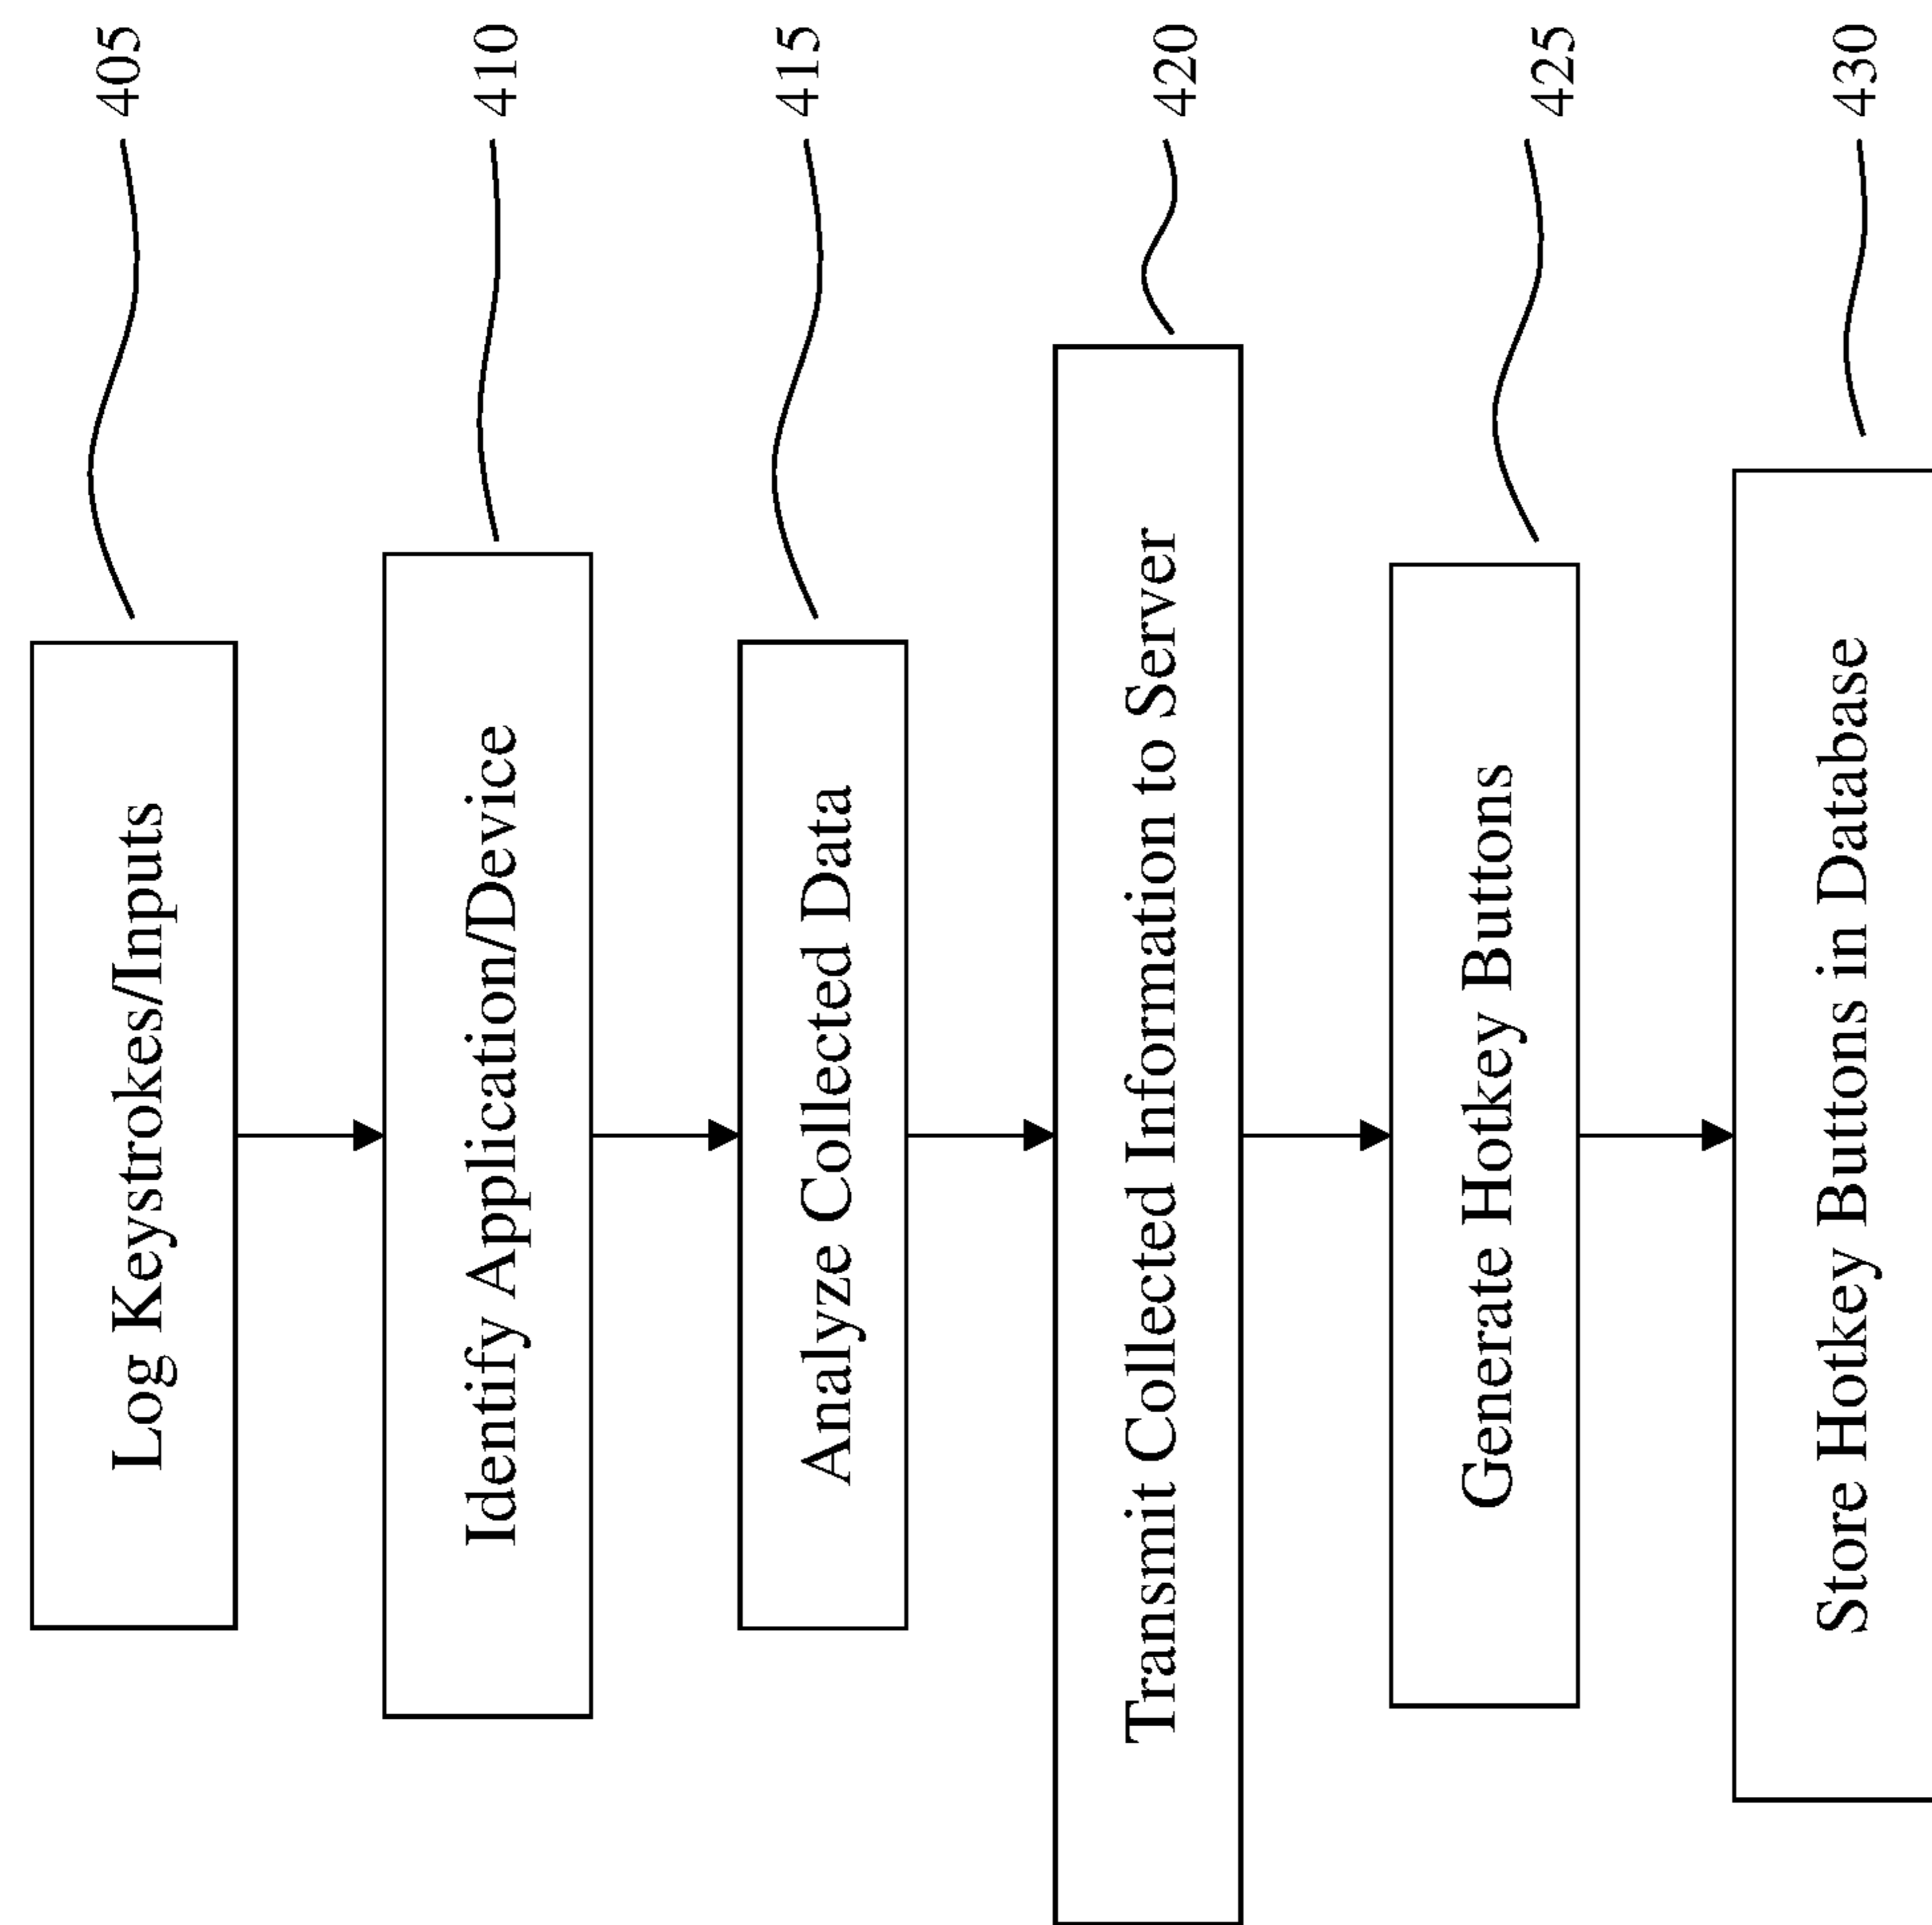 Log Keystrokes/Inputs
405
Identify Application/Device
410
Analyze Collected Data
415
Transmit Collected Information to Server
420
Generate Hotkey Buttons
425
Store Hotkey Buttons in Database
430